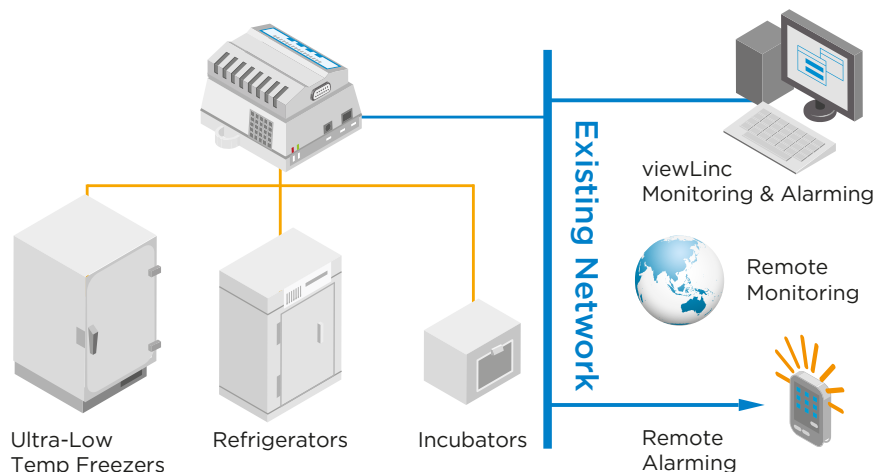 Existing Network
viewLinc
Monitoring & Alarming
Remote
Monitoring
Ultra-Low
Temp Freezers
Refrigerators
Incubators
Remote
Alarming